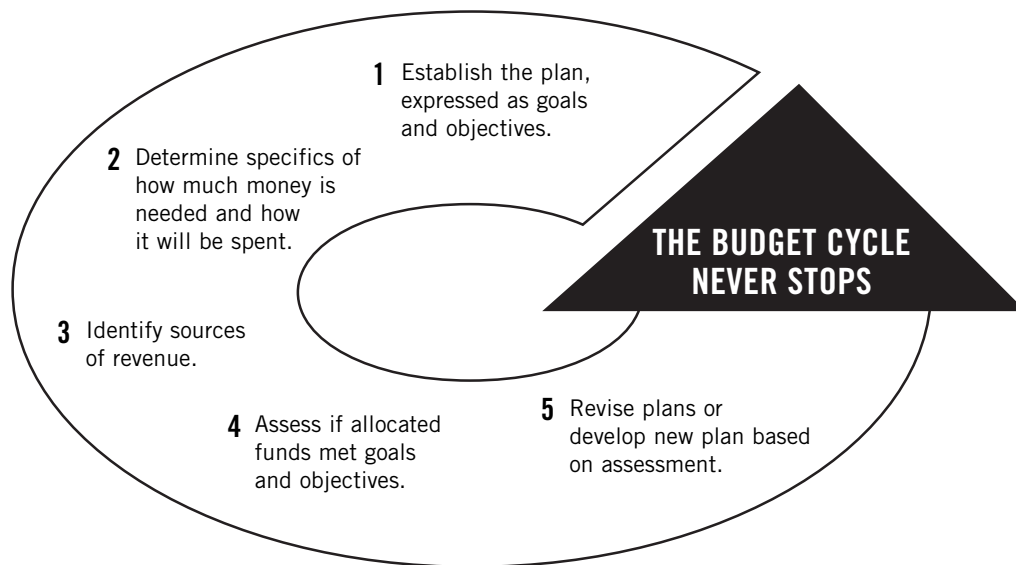 1 Establish the plan,
expressed as goals
and objectives.
2 Determine specifics of
how much money is
needed and how
it will be spent.
3 Identify sources
of revenue.
4 Assess if allocated
funds met goals
and objectives.
5 Revise plans or
develop new plan based
on assessment.
THE BUDGET CYCLE
NEVER STOPS